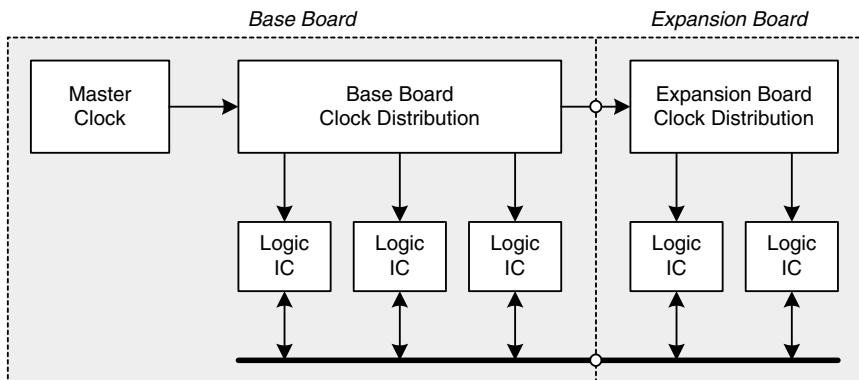 Base Board
Expansion Board
Master
Clock
Base Board
Clock Distribution
Expansion Board
Clock Distribution
Logic
IC
Logic
IC
Logic
IC
Logic
IC
Logic
IC